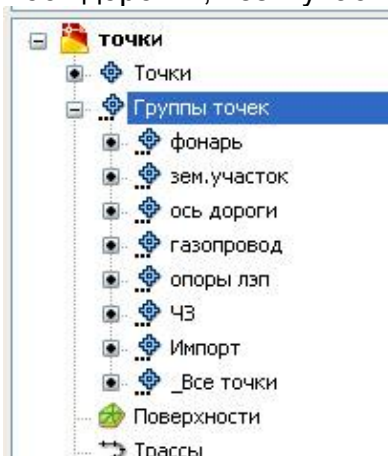 точки
Точки
Группы точек
фонарь
зем.участок
ось дороги
газопровод
опоры лэп
ЧЗ
Импорт
_Все точки
Поверхности
Трассы